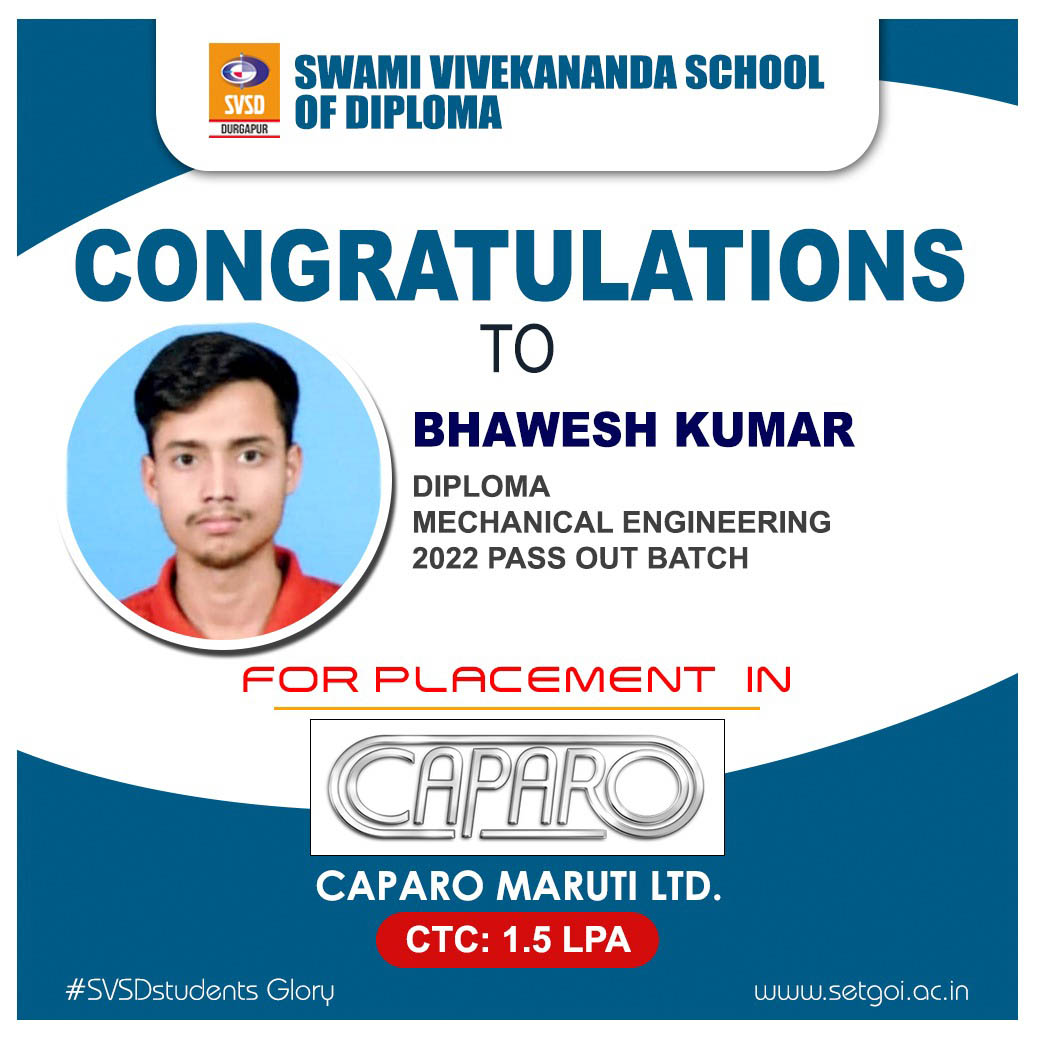 SVSD
DURGAPUR
SWAMI VIVEKANANDA SCHOOL
OF DIPLOMA
CONGRATULATIONS
TO
BHAWESH KUMAR
DIPLOMA
MECHANICAL ENGINEERING
2022 PASS OUT BATCH
FOR PLACEMENT IN
CAPARO
CAPARO MARUTI LTD.
CTC: 1.5 LPA
#SVSDstudents Glory
www.setgoi.ac.in